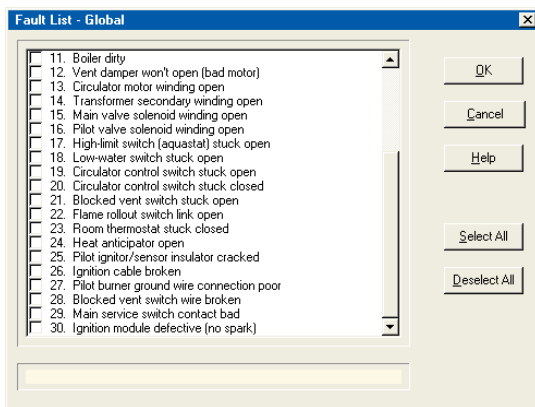 Fault List - Global
11. Boiler dirty
12. Vent damper won't open (bad motor)
13. Circulator motor winding open
14. Transformer secondary winding open
15. Main valve solenoid winding open
16. Pilot valve solenoid winding open
17. High-limit switch (aquastat) stuck open
18. Low-water switch stuck open
19. Circulator control switch stuck open
20. Circulator control switch stuck closed
21. Blocked vent switch stuck open
22. Flame rollout switch link open
23. Room thermostat stuck closed
24. Heat anticipator open
25. Pilot ignitor/sensor insulator cracked
26. Ignition cable broken
27. Pilot burner ground wire connection poor
28. Blocked vent switch wire broken
29. Main service switch contact bad
30. Ignition module defective (no spark)
OK
Cancel
Help
Select All
Deselect All